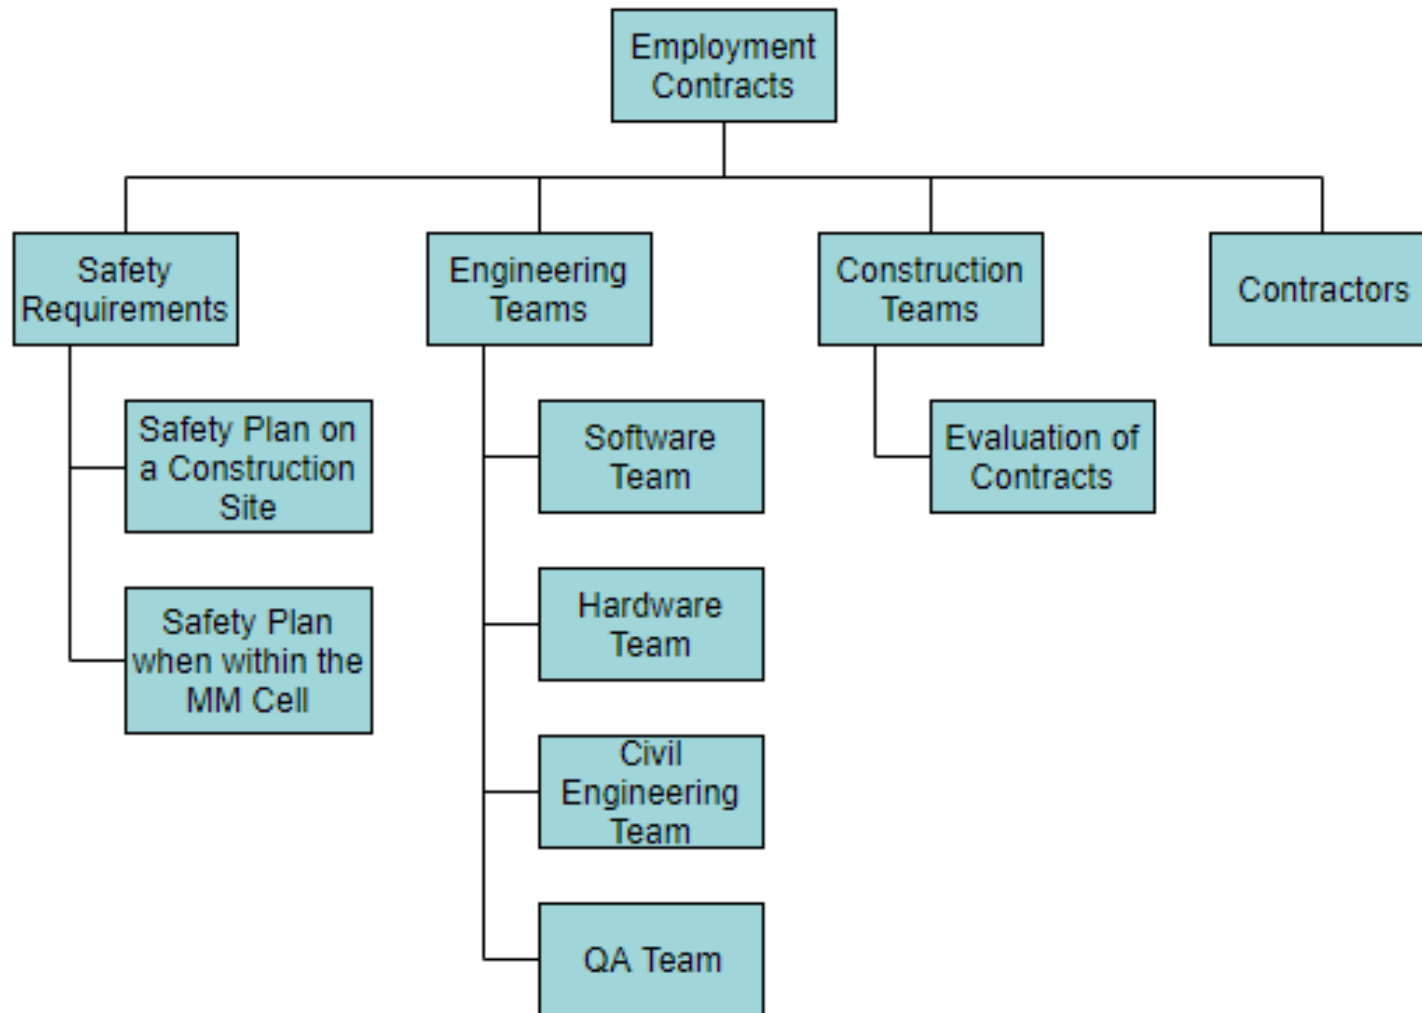 Employment
Contracts
Safety
Requirements
Engineering
Teams
Construction
Teams
Contractors
Safety Plan on
a Construction
Site
Software
Team
Evaluation of
Contracts
Safety Plan
when within the
MM Cell
Hardware
Team
Civil
Engineering
Team
QA Team